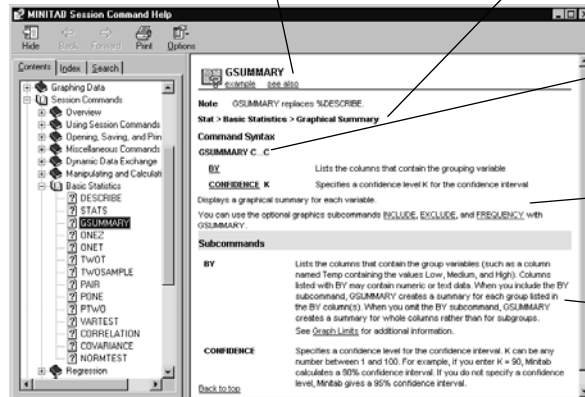 MINITAB Session Command Help
Hide Back Forward Print Options
Contents Index Search
Graphing Data
Session Commands
Overview
Using Session Commands
Opening, Saving, and Prin
Miscellaneous Commands
Dynamic Data Exchange
Manipulating and Calculati
Basic Statistics
DESCRIBE
STATS
GSUMMARY
ONEZ
ONET
TWOT
TWOSAMPLE
PAIR
PONE
PTWO
VARTEST
CORRELATION
COVARIANCE
NORMTEST
Regression
GSUMMARY
example see also
Note GSUMMARY replaces %DESCRIBE.
Stat > Basic Statistics > Graphical Summary
Command Syntax
GSUMMARY C...C
BY Lists the columns that contain the grouping variable
CONFIDENCE K Specifies a confidence level K for the confidence interval
Displays a graphical summary for each variable.
You can use the optional graphics subcommands INCLUDE, EXCLUDE, and FREQUENCY with
GSUMMARY.
Subcommands
BY Lists the columns that contain the group variables (such as a column
named Temp containing the values Low, Medium, and High). Columns
listed with BY may contain numeric or text data. When you include the BY
subcommand, GSUMMARY creates a summary for each group listed in
the BY column(s). When you omit the BY subcommand, GSUMMARY
creates a summary for whole columns rather than for subgroups.
See Graph Limits for additional information.
CONFIDENCE Specifies a confidence level for the confidence interval. K can be any
number between 1 and 100. For example, if you enter K = 90, Minitab
calculates a 90% confidence interval. If you do not specify a confidence
level, Minitab gives a 95% confidence interval.
Back to top